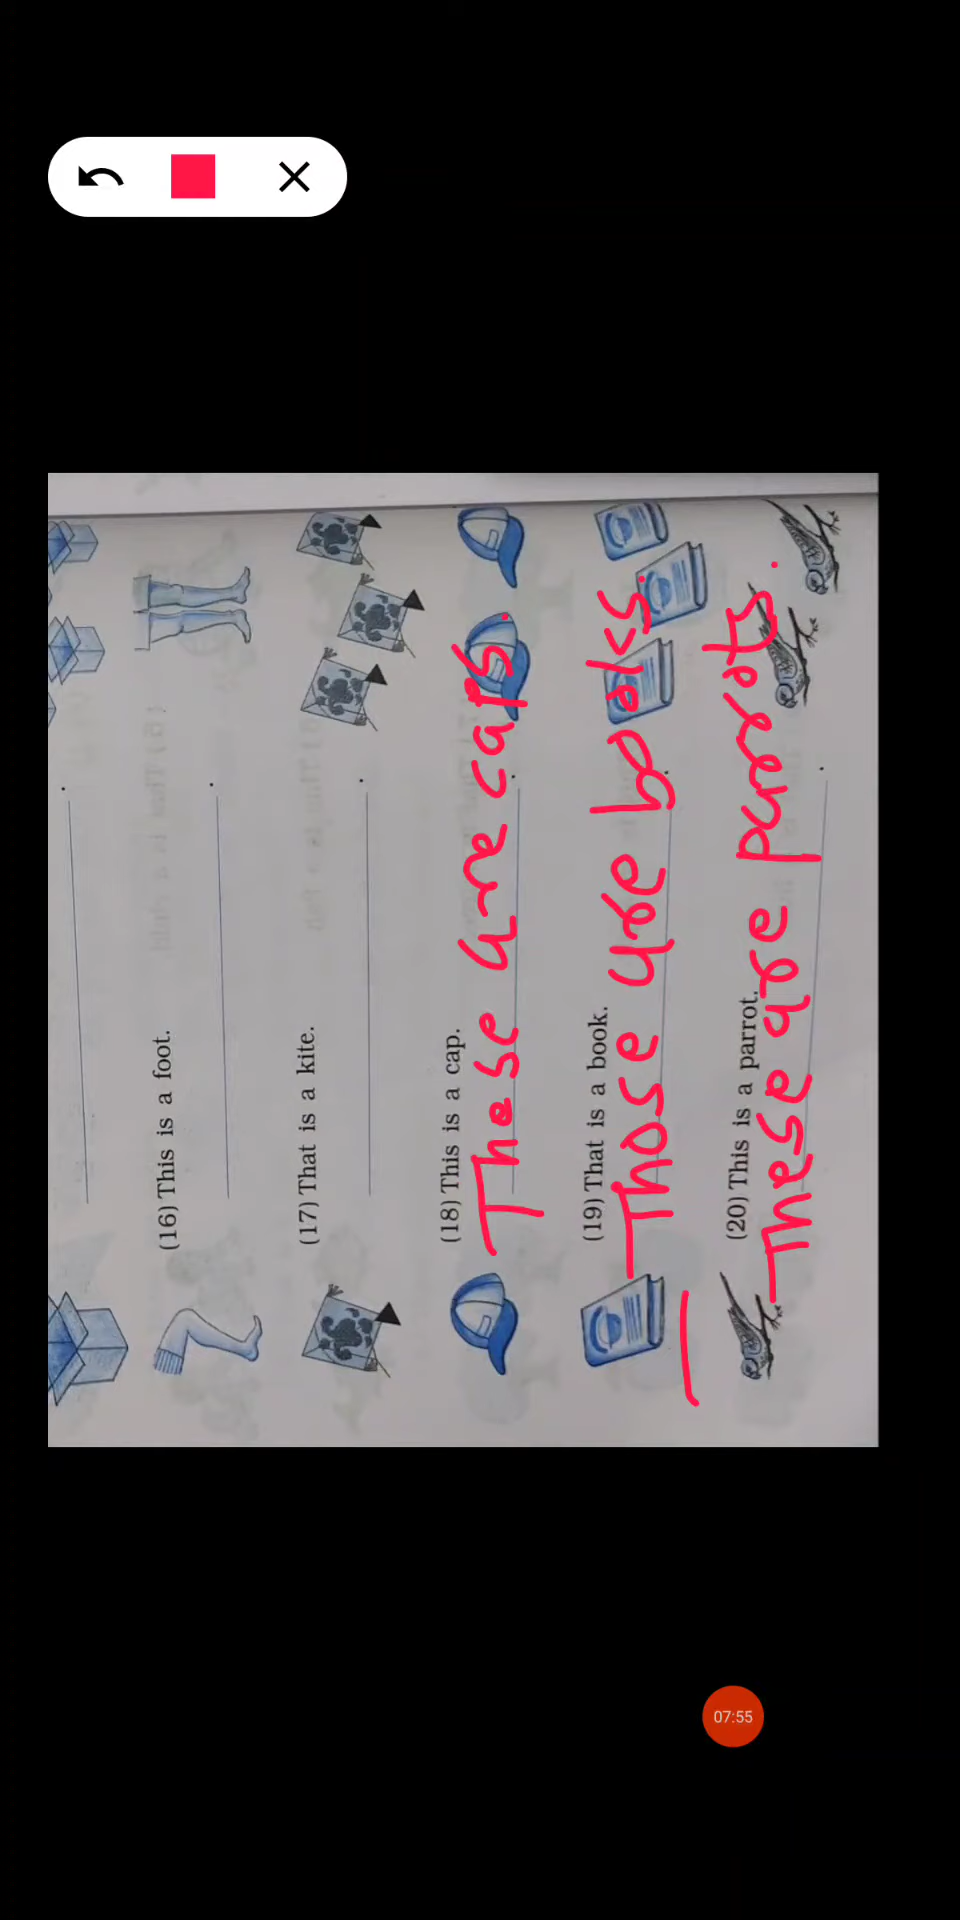 (16) This is a foot.
(17) That is a kite.
(18) This is a cap.
These are caps.
(19) That is a book.
Those are books.
(20) This is a parrot.
These are parrots.
07:55